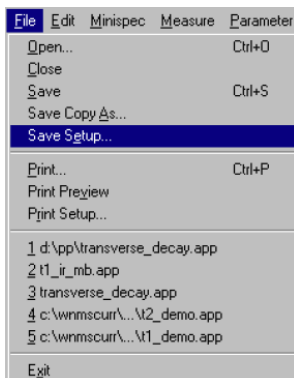 File Edit Minispec Measure Parameter
Open... Ctrl+O
Close
Save Ctrl+S
Save Copy As...
Save Setup...
Print... Ctrl+P
Print Preview
Print Setup...
1 d:\pp\transverse_decay.app
2 t1_ir_mb.app
3 transverse_decay.app
4 c:\wnmscurr\...\t2_demo.app
5 c:\wnmscurr\...\t1_demo.app
Exit